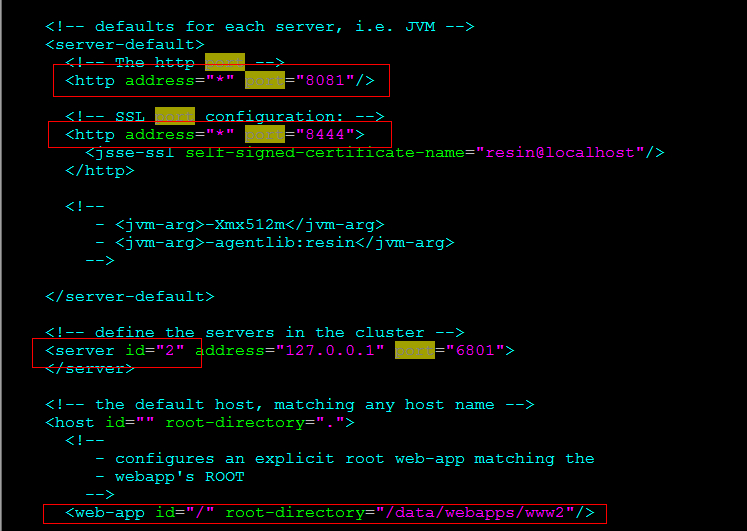 <!-- defaults for each server, i.e. JVM -->
<server-default>
<!-- The http port -->
<http address="*" port="8081"/>
<!-- SSL port configuration: -->
<http address="*" port="8444">
<jsse-ssl self-signed-certificate-name="resin@localhost"/>
</http>
<!--
- <jvm-arg>-Xmx512m</jvm-arg>
- <jvm-arg>-agentlib:resin</jvm-arg>
-->
</server-default>
<!-- define the servers in the cluster -->
<server id="2" address="127.0.0.1" port="6801">
</server>
<!-- the default host, matching any host name -->
<host id="" root-directory=".">
<!--
- configures an explicit root web-app matching the
- webapp's ROOT
-->
<web-app id="/" root-directory="/data/webapps/www2"/>